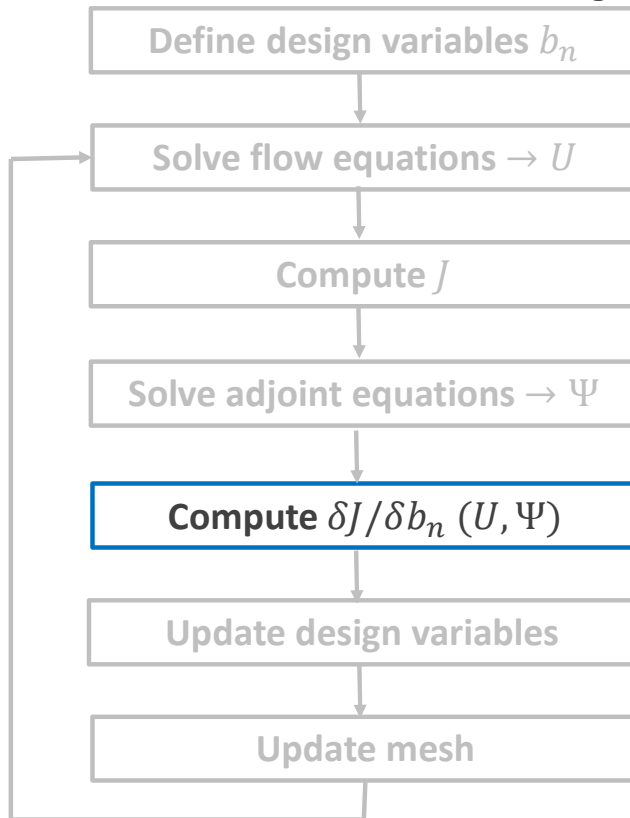 Define design variables bₙ
Solve flow equations → U
Compute J
Solve adjoint equations → Ψ
Compute δJ/δbₙ (U, Ψ)
Update design variables
Update mesh